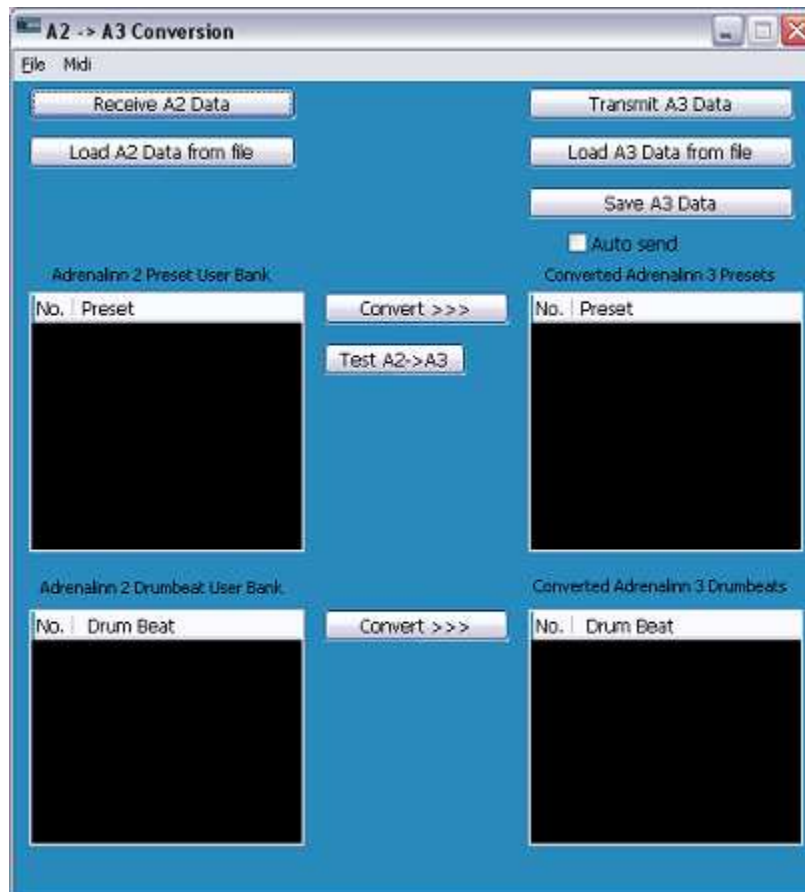 A2 -> A3 Conversion
File Midi
Receive A2 Data
Transmit A3 Data
Load A2 Data from file
Load A3 Data from file
Save A3 Data
Auto send
Adrenalinn 2 Preset User Bank
Converted Adrenalinn 3 Presets
No. Preset
Convert >>>
No. Preset
Test A2->A3
Adrenalinn 2 Drumbeat User Bank
Converted Adrenalinn 3 Drumbeats
No. Drum Beat
Convert >>>
No. Drum Beat